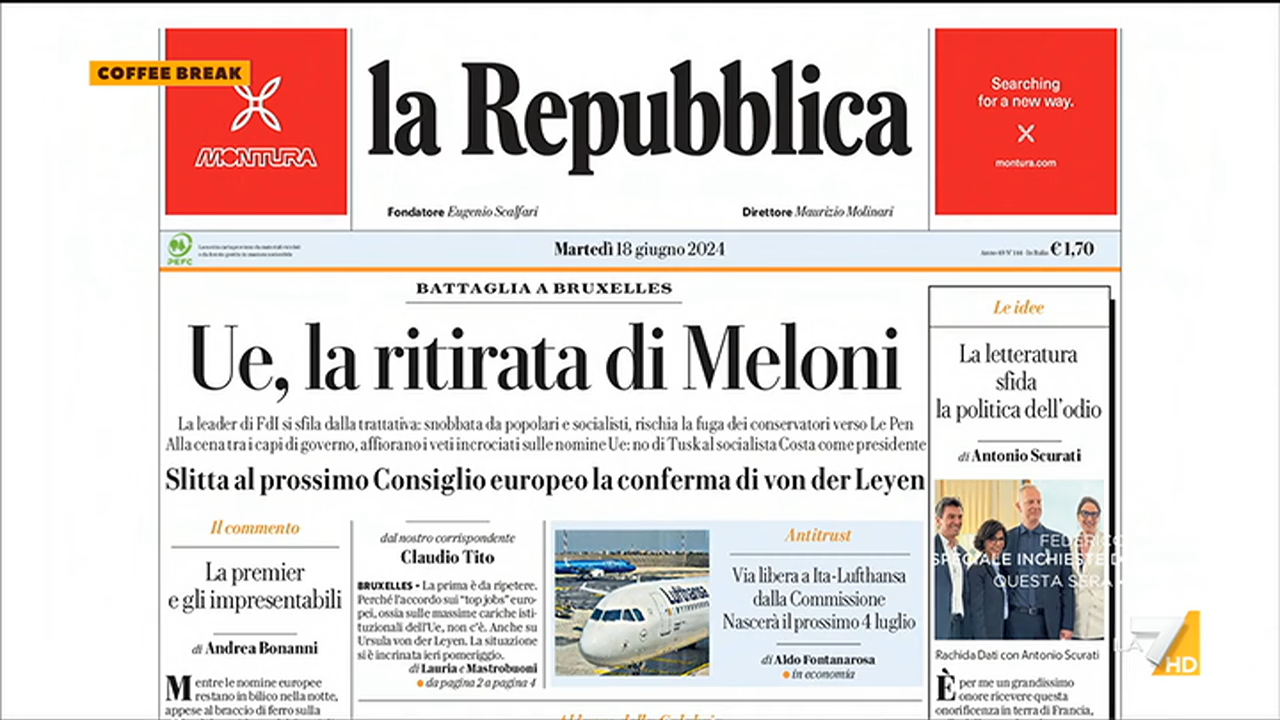 COFFEE BREAK
MONTURA
la Repubblica
Searching
for a new way.
montura.com
Fondatore Eugenio Scalfari
Direttore Maurizio Molinari
PEFC
Martedì 18 giugno 2024
Anno 49 N° 144 - In Italia € 1,70
BATTAGLIA A BRUXELLES
Ue, la ritirata di Meloni
La leader di FdI si sfila dalla trattativa: snobbata da popolari e socialisti, rischia la fuga dei conservatori verso Le Pen
Alla cena tra i capi di governo, affiorano i veti incrociati sulle nomine Ue: no di Tusk al socialista Costa come presidente
Slitta al prossimo Consiglio europeo la conferma di von der Leyen
Il commento
La premier
e gli impresentabili
di Andrea Bonanni
Mentre le nomine europee
restano in bilico nella notte,
appese al braccio di ferro sulla
dal nostro corrispondente
Claudio Tito
BRUXELLES – La prima è da ripetere.
Perché l'accordo sui “top jobs” euro-
pei, ossia sulle massime cariche isti-
tuzionali dell'Ue, non c'è. Anche su
Ursula von der Leyen. La situazione
si è incrinata ieri pomeriggio.
di Lauria e Mastrobuoni
da pagina 2 a pagina 4
Lufthansa
Antitrust
Via libera a Ita-Lufthansa
dalla Commissione
Nascerà il prossimo 4 luglio
di Aldo Fontanarosa
in economia
Le idee
La letteratura
sfida
la politica dell'odio
di Antonio Scurati
FEDERICO
SPECIALE INCHIESTE D
QUESTA SERA
Rachida Dati con Antonio Scurati
È per me un grandissimo
onore ricevere questa
onorificenza in terra di Francia,
LA 7 HD